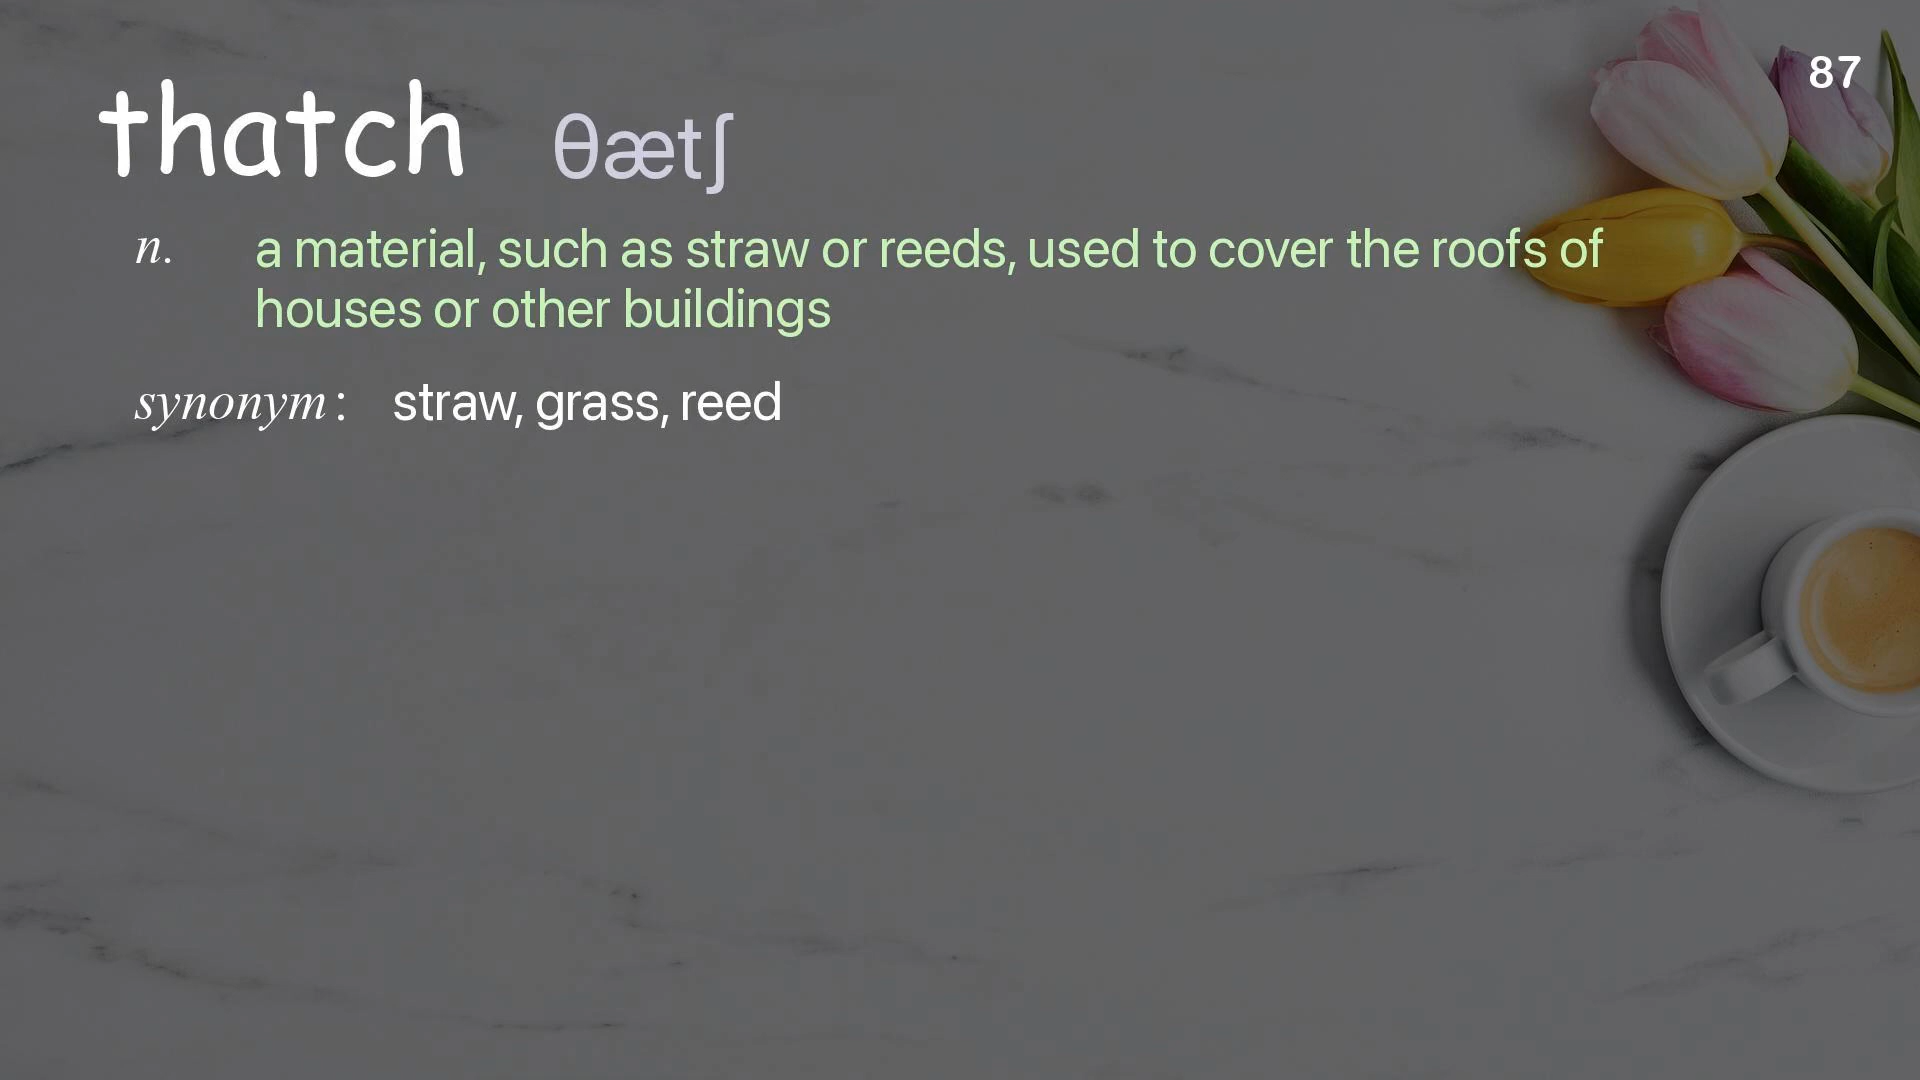 87
thatch θætʃ
n. a material, such as straw or reeds, used to cover the roofs of
houses or other buildings
synonym: straw, grass, reed